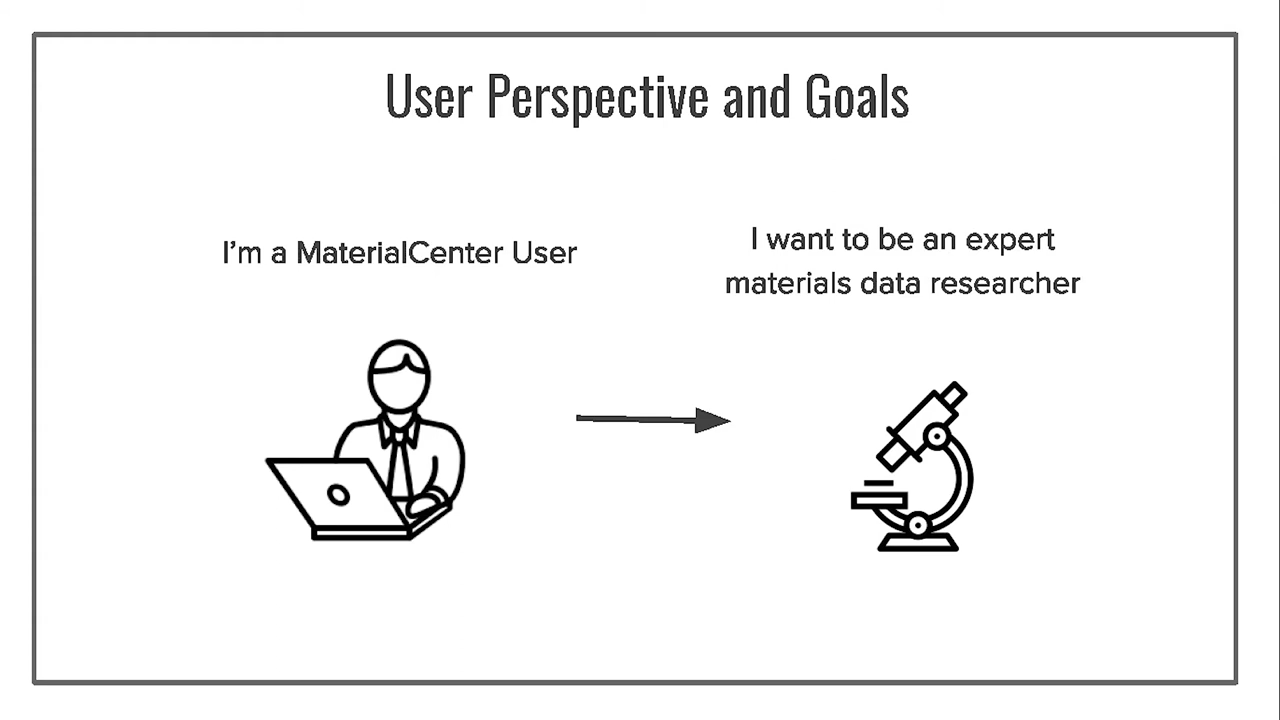 User Perspective and Goals
I'm a MaterialCenter User
I want to be an expert
materials data researcher